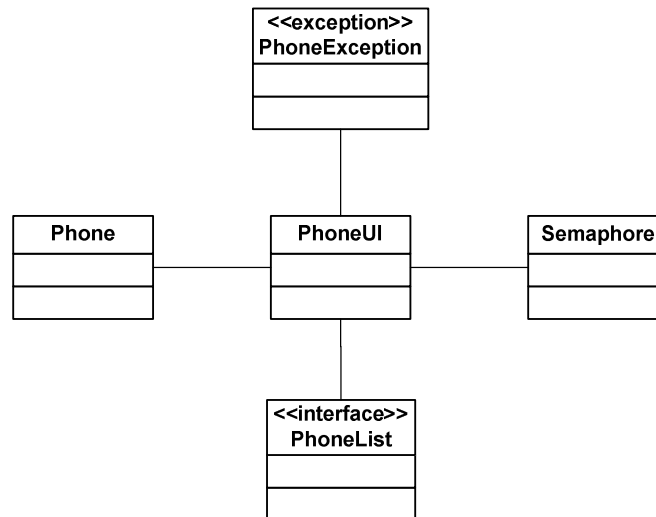 <<exception>>
PhoneException
Phone
PhoneUI
Semaphore
<<interface>>
PhoneList